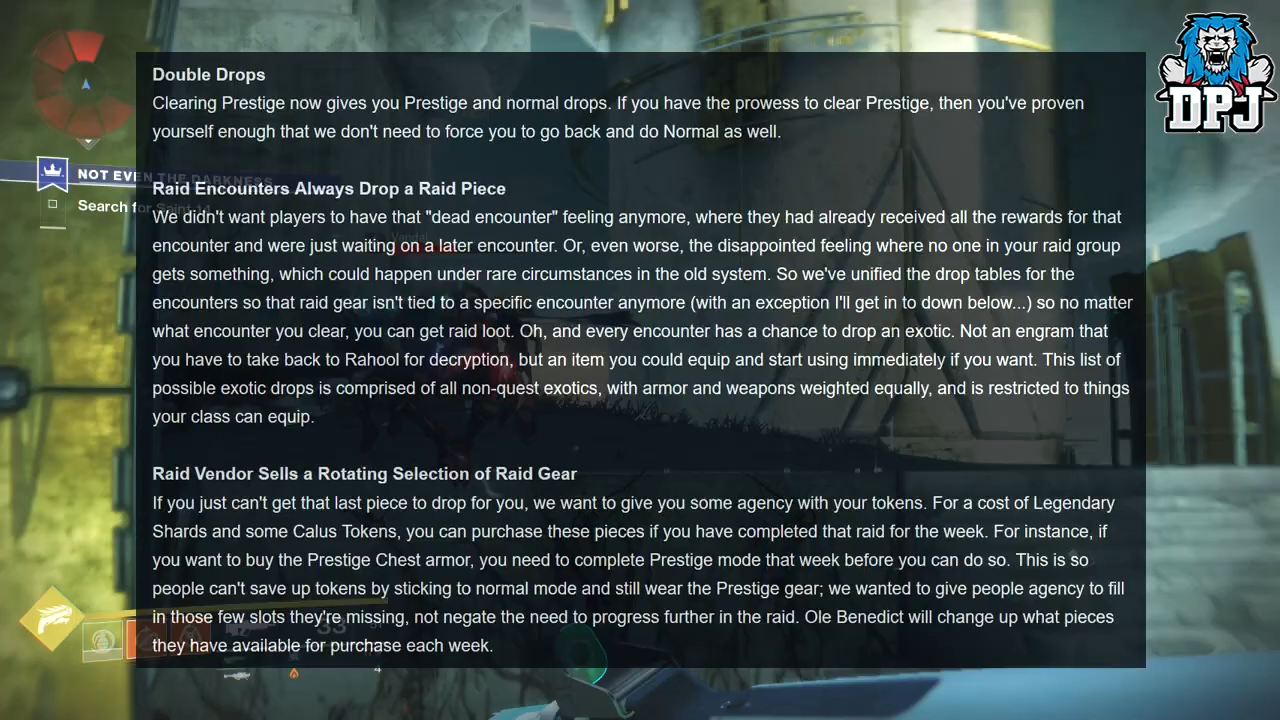 Double Drops
Clearing Prestige now gives you Prestige and normal drops. If you have the prowess to clear Prestige, then you've proven
yourself enough that we don't need to force you to go back and do Normal as well.
NOT EVEN THE DARKNESS
Search for Saint-14
Raid Encounters Always Drop a Raid Piece
We didn't want players to have that "dead encounter" feeling anymore, where they had already received all the rewards for that
Vandal
encounter and were just waiting on a later encounter. Or, even worse, the disappointed feeling where no one in your raid group
gets something, which could happen under rare circumstances in the old system. So we've unified the drop tables for the
encounters so that raid gear isn't tied to a specific encounter anymore (with an exception I'll get in to down below...) so no matter
what encounter you clear, you can get raid loot. Oh, and every encounter has a chance to drop an exotic. Not an engram that
you have to take back to Rahool for decryption, but an item you could equip and start using immediately if you want. This list of
possible exotic drops is comprised of all non-quest exotics, with armor and weapons weighted equally, and is restricted to things
your class can equip.
Raid Vendor Sells a Rotating Selection of Raid Gear
If you just can't get that last piece to drop for you, we want to give you some agency with your tokens. For a cost of Legendary
Shards and some Calus Tokens, you can purchase these pieces if you have completed that raid for the week. For instance, if
you want to buy the Prestige Chest armor, you need to complete Prestige mode that week before you can do so. This is so
people can't save up tokens by sticking to normal mode and still wear the Prestige gear; we wanted to give people agency to fill
in those few slots they're missing, not negate the need to progress further in the raid. Ole Benedict will change up what pieces
they have available for purchase each week.
33
4
DPJ